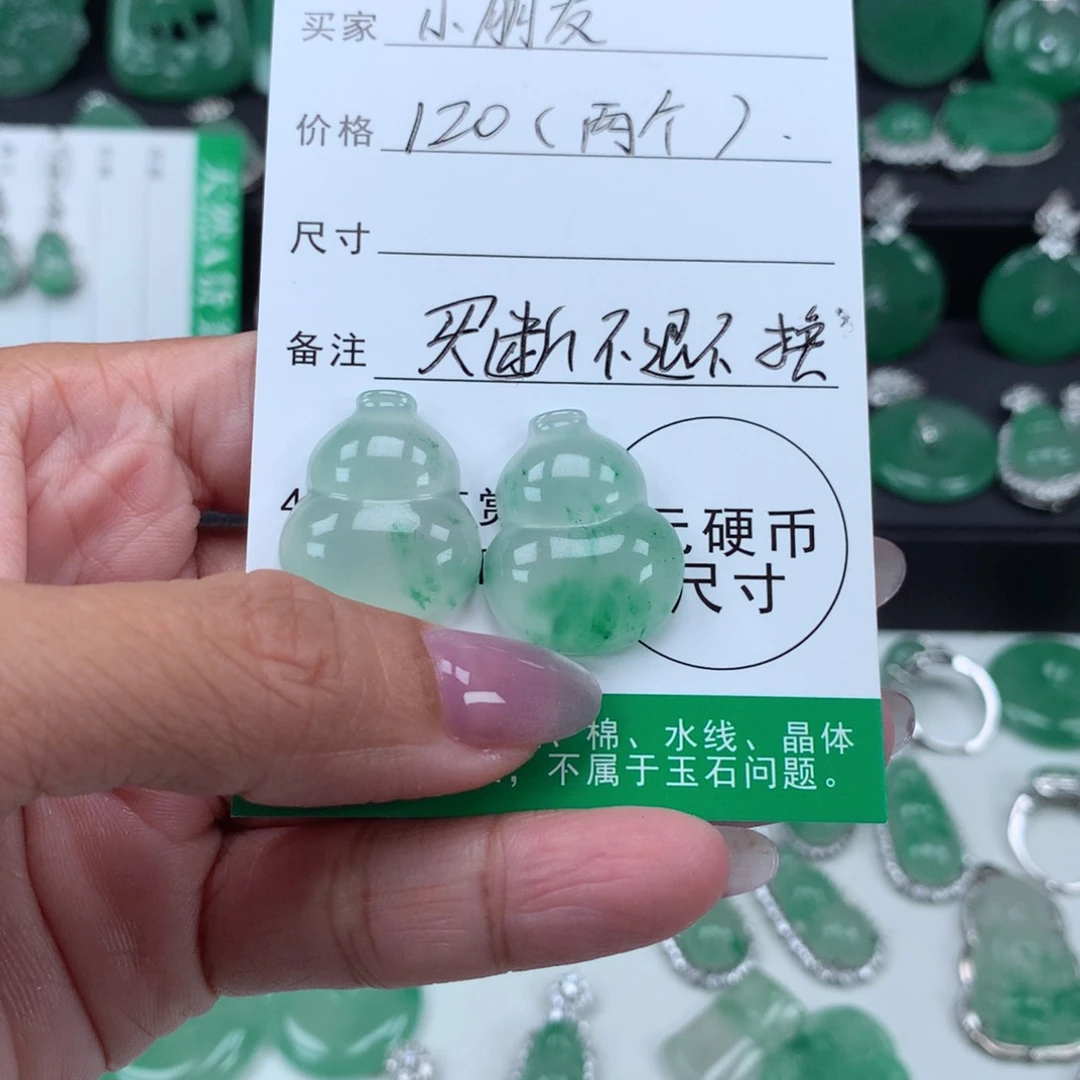 买家 小朋友
价格 120（两个）.
尺寸
备注 买断不退不换
元硬币
尺寸
、棉、水线、晶体
，不属于玉石问题。